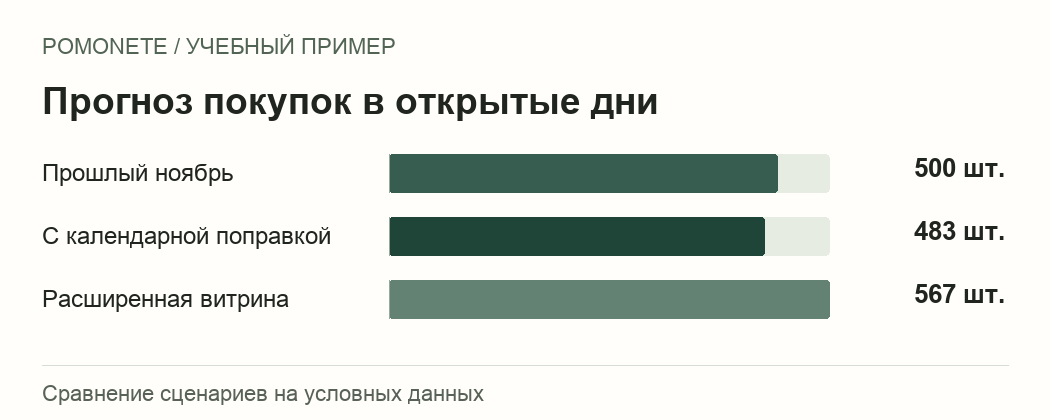 POMONETE / УЧЕБНЫЙ ПРИМЕР
Прогноз покупок в открытые дни
Прошлый ноябрь 500 шт.
С календарной поправкой 483 шт.
Расширенная витрина 567 шт.
Сравнение сценариев на условных данных